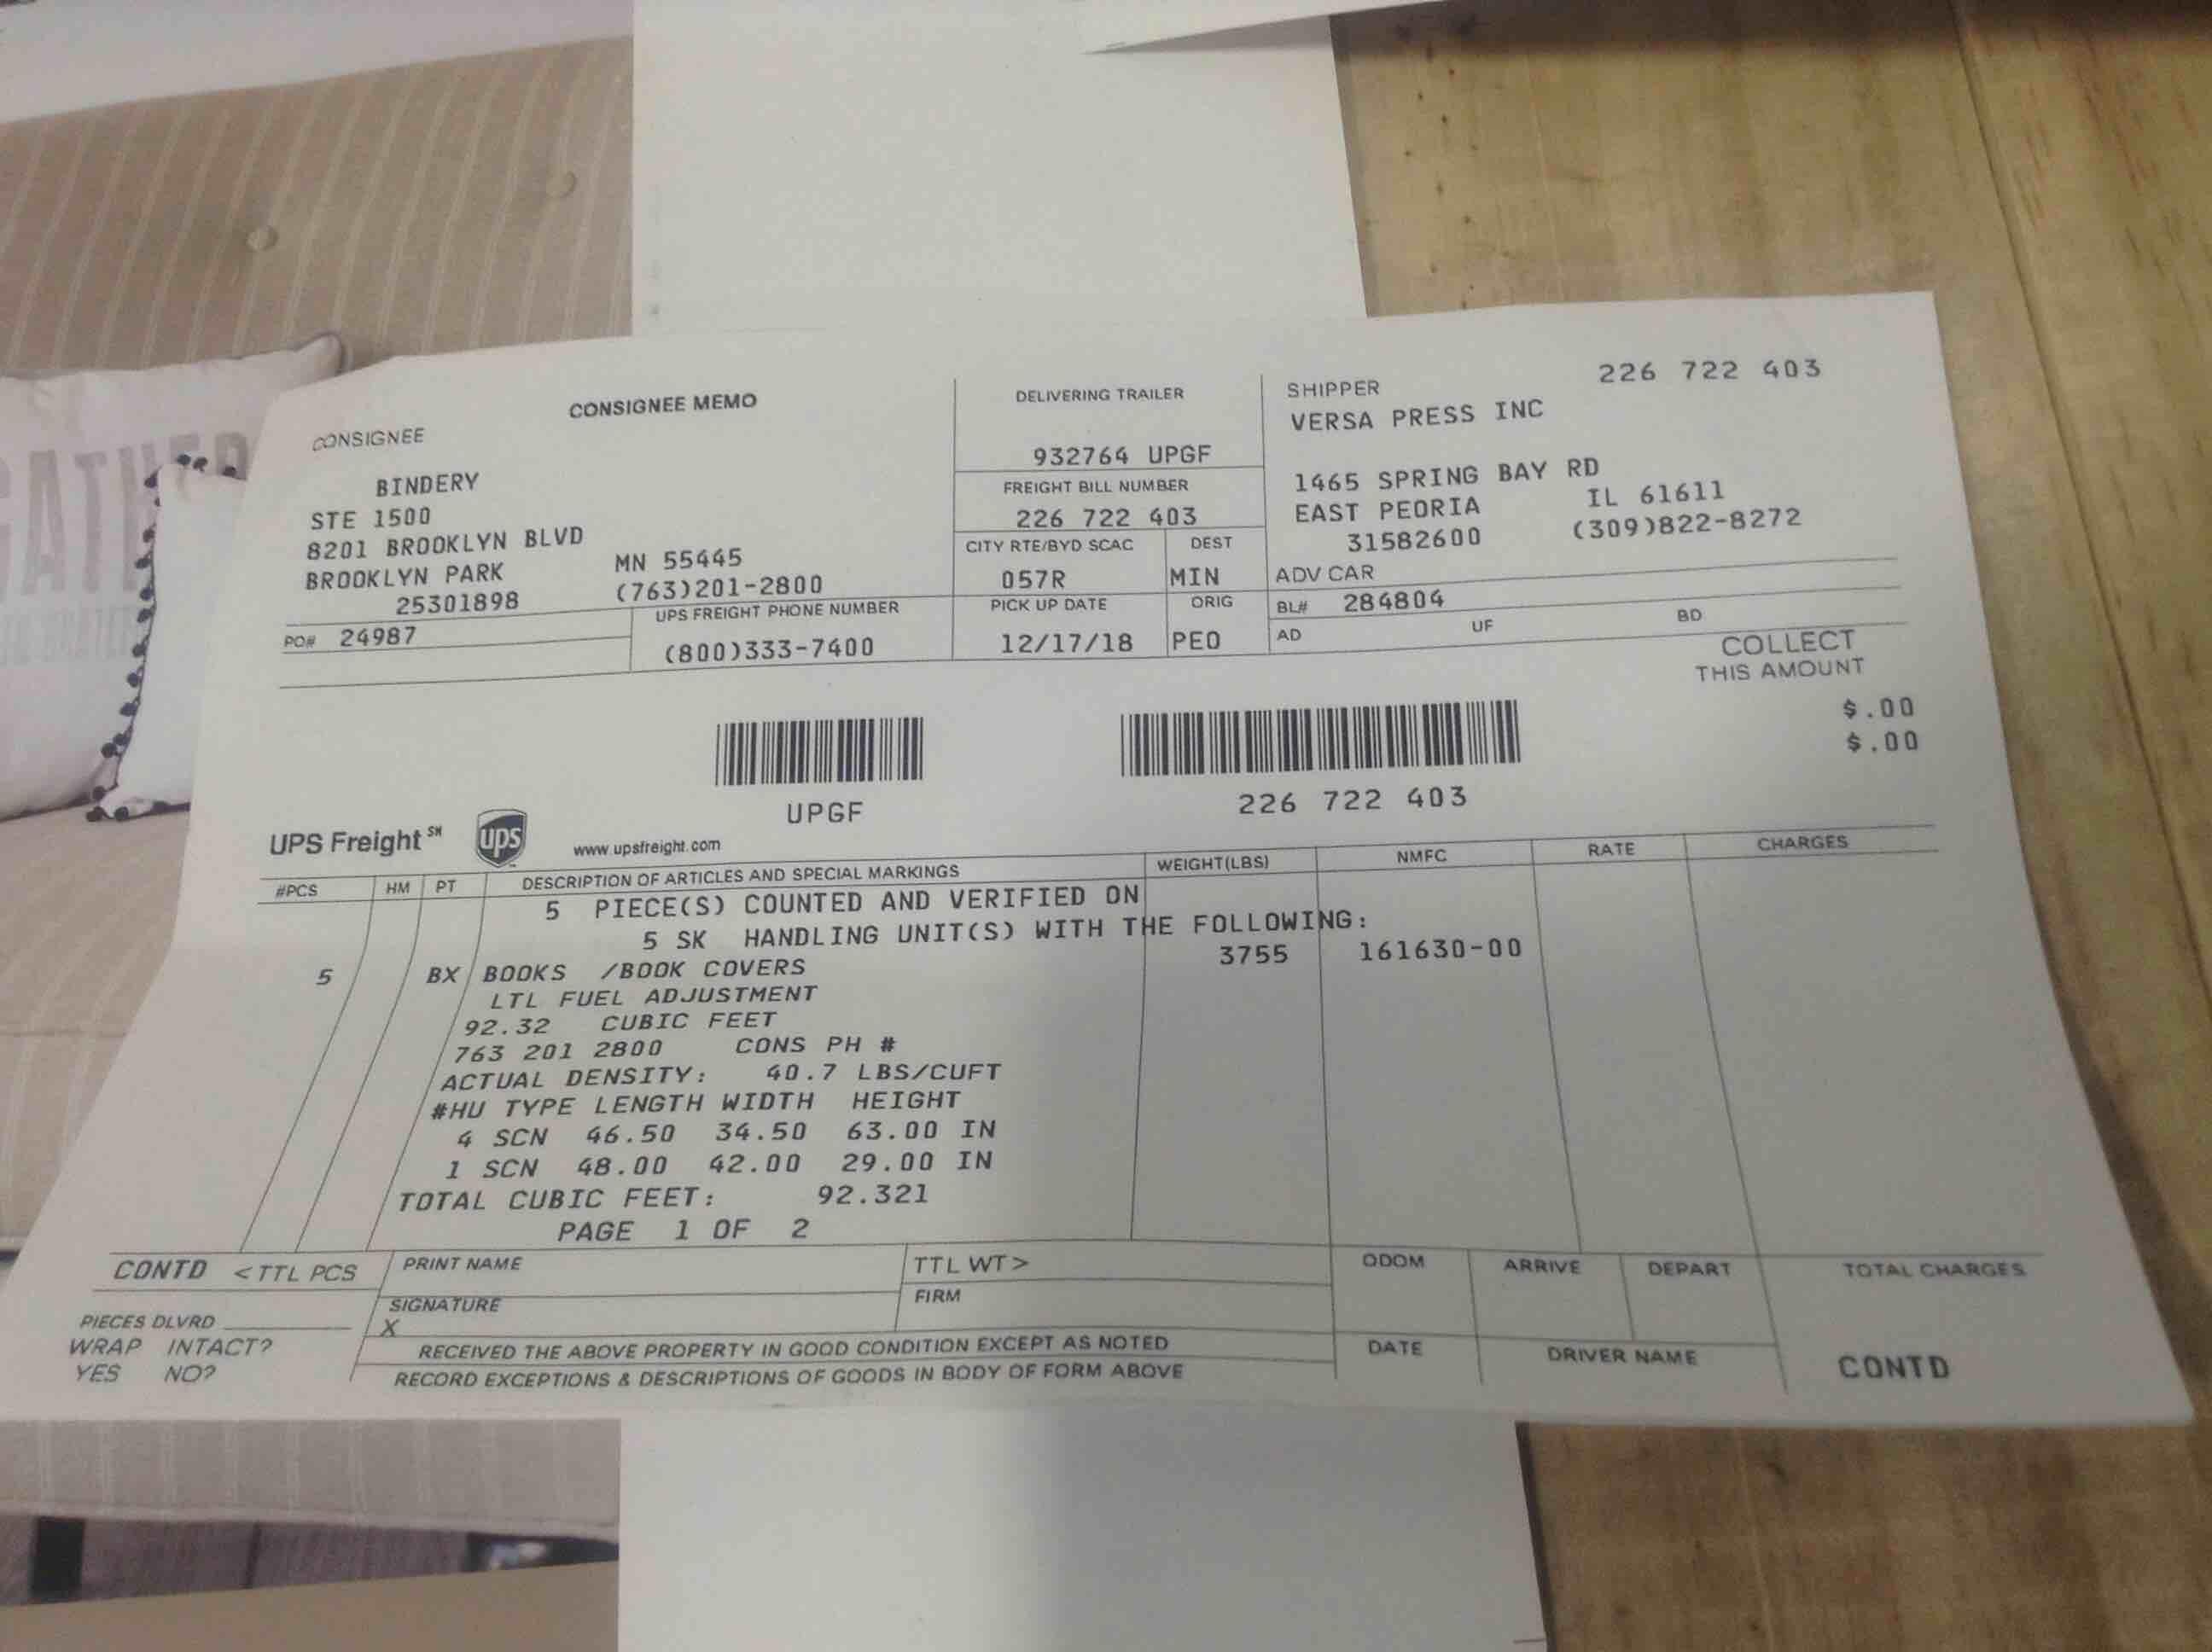 226 722 403
CONSIGNEE MEMO
CONSIGNEE
BINDERY
STE 1500
8201 BROOKLYN BLVD
BROOKLYN PARK MN 55445
25301898 (763)201-2800
PO# 24987
UPS FREIGHT PHONE NUMBER
(800)333-7400
DELIVERING TRAILER
932764 UPGF
FREIGHT BILL NUMBER
226 722 403
CITY RTE/BYD SCAC DEST
057R MIN
PICK UP DATE ORIG
12/17/18 PEO
SHIPPER
VERSA PRESS INC
1465 SPRING BAY RD
EAST PEORIA IL 61611
31582600 (309)822-8272
ADV CAR
BL# 284804
AD UF BD
COLLECT
THIS AMOUNT
$.00
$.00
UPGF
226 722 403
UPS Freight SM ups www.upsfreight.com
#PCS HM PT DESCRIPTION OF ARTICLES AND SPECIAL MARKINGS WEIGHT(LBS) NMFC RATE CHARGES
5 PIECE(S) COUNTED AND VERIFIED ON
5 SK HANDLING UNIT(S) WITH THE FOLLOWING:
5 BX BOOKS /BOOK COVERS 3755 161630-00
LTL FUEL ADJUSTMENT
92.32 CUBIC FEET
763 201 2800 CONS PH #
ACTUAL DENSITY: 40.7 LBS/CUFT
#HU TYPE LENGTH WIDTH HEIGHT
4 SCN 46.50 34.50 63.00 IN
1 SCN 48.00 42.00 29.00 IN
TOTAL CUBIC FEET: 92.321
PAGE 1 OF 2
CONTD <TTL PCS
PRINT NAME
TTL WT>
ODOM ARRIVE DEPART TOTAL CHARGES
PIECES DLVRD
SIGNATURE
X
FIRM
WRAP INTACT?
YES NO?
RECEIVED THE ABOVE PROPERTY IN GOOD CONDITION EXCEPT AS NOTED
RECORD EXCEPTIONS & DESCRIPTIONS OF GOODS IN BODY OF FORM ABOVE
DATE DRIVER NAME
CONTD